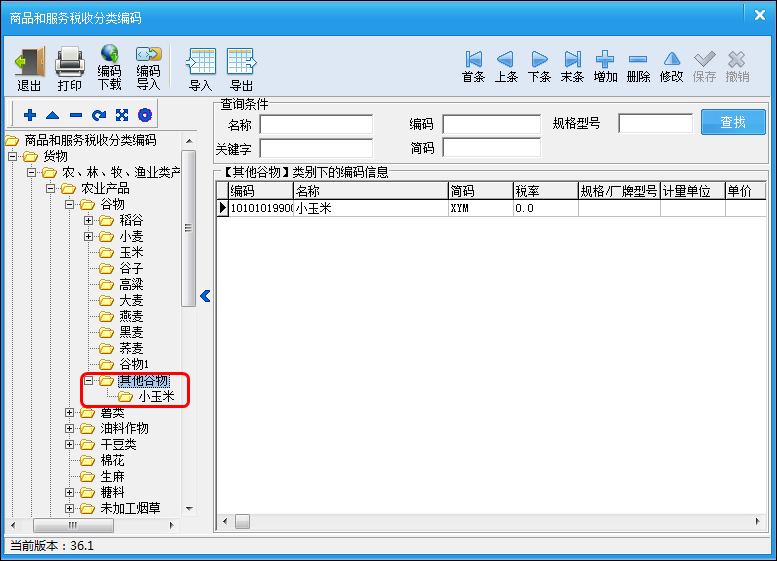 商品和服务税收分类编码
退出
打印
编码下载
编码导入
导入
导出
首条
上条
下条
末条
增加
删除
修改
保存
撤销
商品和服务税收分类编码
货物
农、林、牧、渔业类产
农业产品
谷物
稻谷
小麦
玉米
谷子
高粱
大麦
燕麦
黑麦
荞麦
谷物1
其他谷物
小玉米
薯类
油料作物
干豆类
棉花
生麻
糖料
未加工烟草
查询条件
名称
编码
规格型号
查找
关键字
简码
【其他谷物】类别下的编码信息
编码 名称 简码 税率 规格/厂牌型号 计量单位 单价
1010101990 小玉米 XYM 0.0
当前版本：36.1